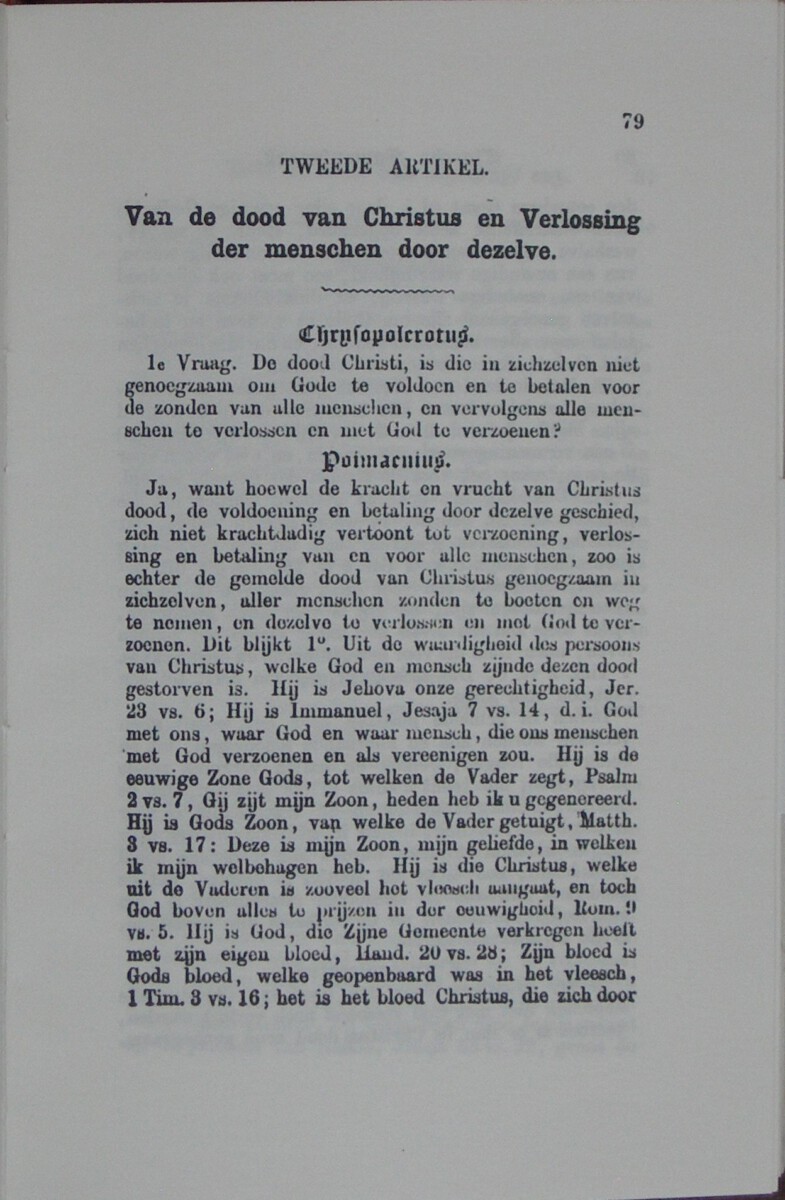 79
TWEEDE ARTIKEL.
Van de dood van Christus en Verlossing
der menschen door dezelve.
Chrysopolerotus.
1e Vraag. De dood Christi, is die in zichzelven niet
genoegzaam om Gode te voldoen en te betalen voor
de zonden van alle menschen, en vervolgens alle men-
schen te verlossen en met God te verzoenen?
Poimaenius.
Ja, want hoewel de kracht en vrucht van Christus
dood, de voldoening en betaling door dezelve geschied,
zich niet krachtdadig vertoont tot verzoening, verlos-
sing en betaling van en voor alle menschen, zoo is
echter de gemelde dood van Christus genoegzaam in
zichzelven, aller menschen zonden te boeten en weg
te nemen, en dezelve te verlossen en met God te ver-
zoenen. Dit blijkt 1º. Uit de waardigheid des persoons
van Christus, welke God en mensch zijnde dezen dood
gestorven is. Hij is Jehova onze gerechtigheid, Jer.
23 vs. 6; Hij is Immanuel, Jesaja 7 vs. 14, d. i. God
met ons, waar God en waar mensch, die ons menschen
met God verzoenen en als vereenigen zou. Hij is de
eeuwige Zone Gods, tot welken de Vader zegt, Psalm
2 vs. 7, Gij zijt mijn Zoon, heden heb ik u gegenereerd.
Hij is Gods Zoon, van welke de Vader getuigt, Matth.
3 vs. 17: Deze is mijn Zoon, mijn geliefde, in welken
ik mijn welbehagen heb. Hij is die Christus, welke
uit de Vaderen is zooveel het vleesch aangaat, en toch
God boven alles te prijzen in der eeuwigheid, Rom. 9
vs. 5. Hij is God, die Zijne Gemeente verkregen heeft
met zijn eigen bloed, Hand. 20 vs. 28; Zijn bloed is
Gods bloed, welke geopenbaard was in het vleesch,
1 Tim. 3 vs. 16; het is het bloed Christus, die zich door